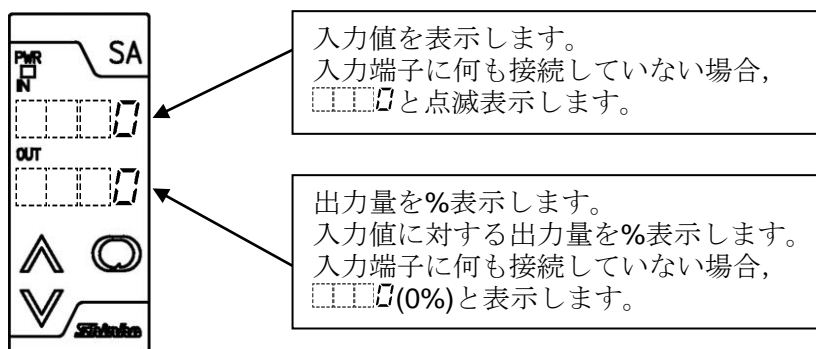 SA
PWR
IN
0
OUT
0
Shinko
入力値を表示します。
入力端子に何も接続していない場合,
0と点滅表示します。
出力量を%表示します。
入力値に対する出力量を%表示します。
入力端子に何も接続していない場合,
0(0%)と表示します。